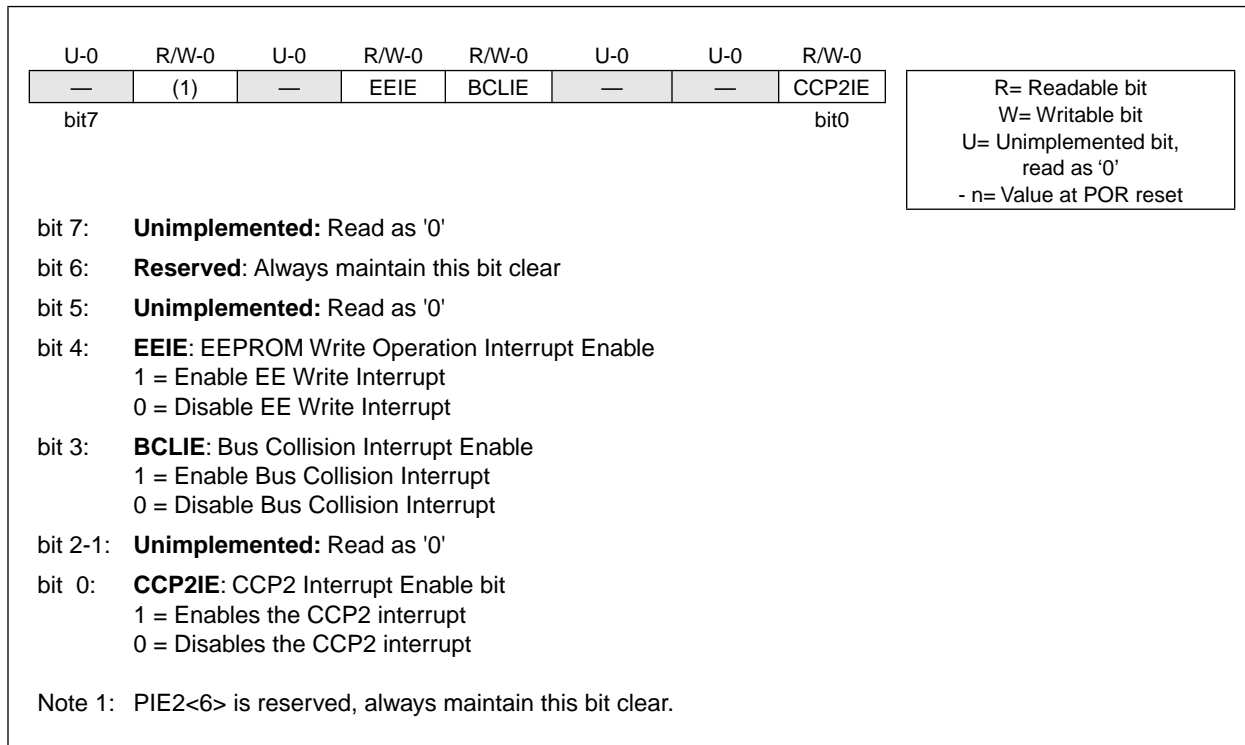 U-0 R/W-0 U-0 R/W-0 R/W-0 U-0 U-0 R/W-0
— (1) — EEIE BCLIE — — CCP2IE
bit7 bit0
R= Readable bit
W= Writable bit
U= Unimplemented bit,
read as ‘0’
- n= Value at POR reset
bit 7: Unimplemented: Read as '0'
bit 6: Reserved: Always maintain this bit clear
bit 5: Unimplemented: Read as '0'
bit 4: EEIE: EEPROM Write Operation Interrupt Enable
1 = Enable EE Write Interrupt
0 = Disable EE Write Interrupt
bit 3: BCLIE: Bus Collision Interrupt Enable
1 = Enable Bus Collision Interrupt
0 = Disable Bus Collision Interrupt
bit 2-1: Unimplemented: Read as '0'
bit 0: CCP2IE: CCP2 Interrupt Enable bit
1 = Enables the CCP2 interrupt
0 = Disables the CCP2 interrupt
Note 1: PIE2<6> is reserved, always maintain this bit clear.